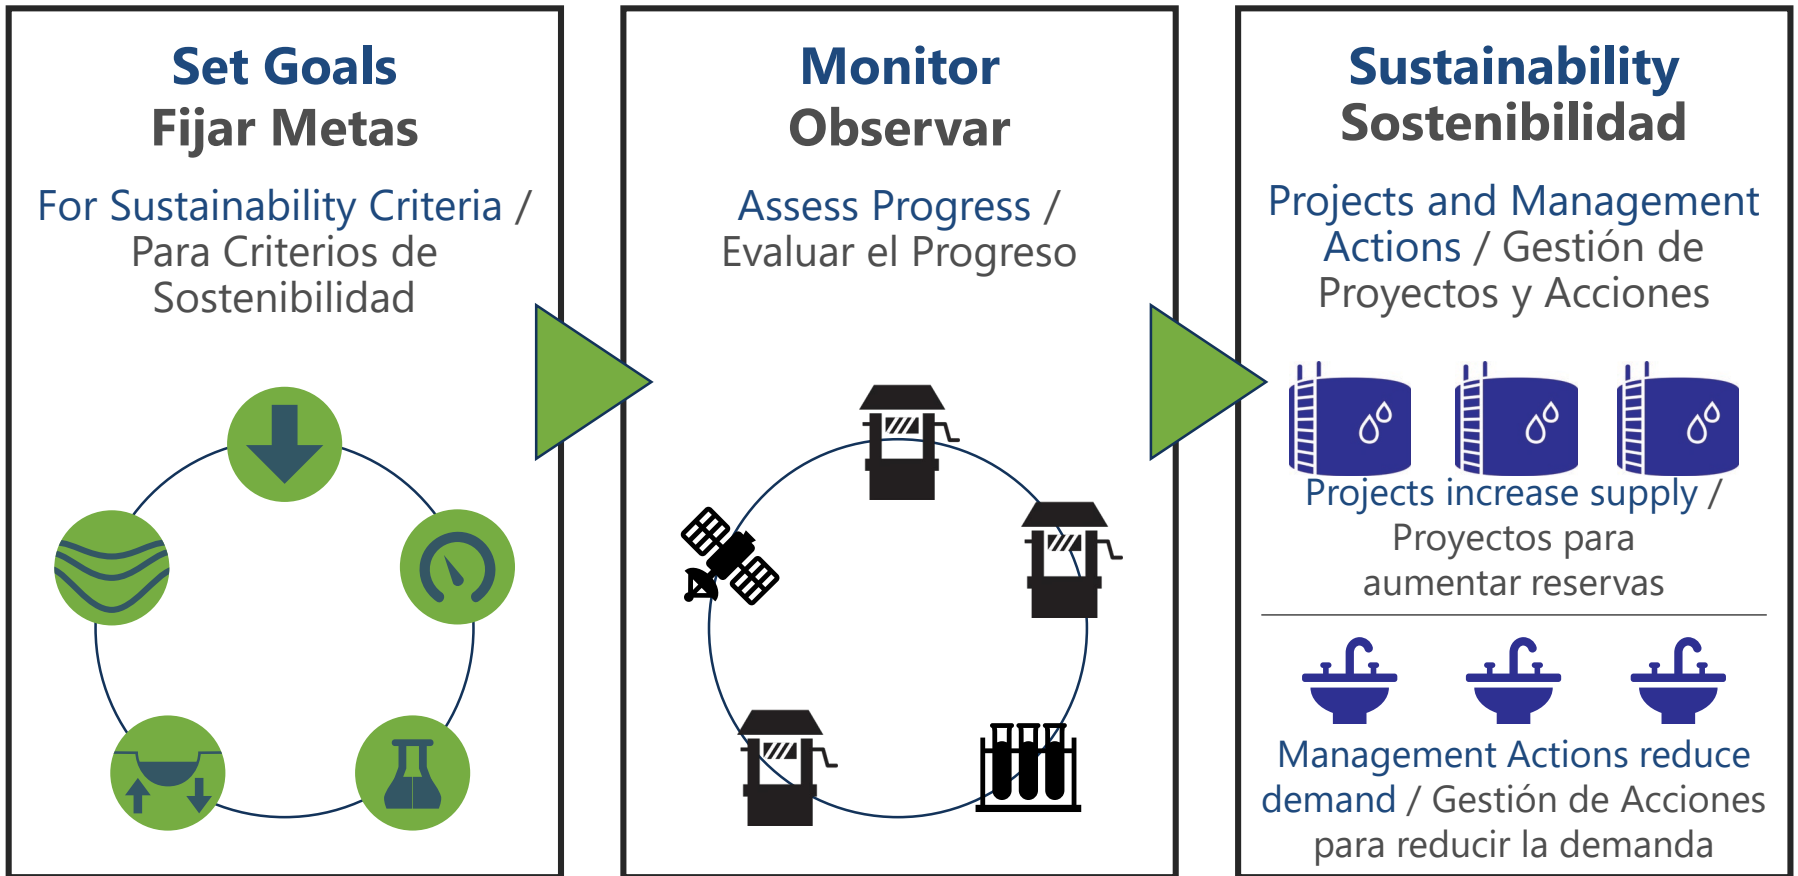 Set Goals
Fijar Metas
For Sustainability Criteria /
Para Criterios de
Sostenibilidad
Monitor
Observar
Assess Progress /
Evaluar el Progreso
Sustainability
Sostenibilidad
Projects and Management
Actions / Gestión de
Proyectos y Acciones
Projects increase supply /
Proyectos para
aumentar reservas
Management Actions reduce
demand / Gestión de Acciones
para reducir la demanda